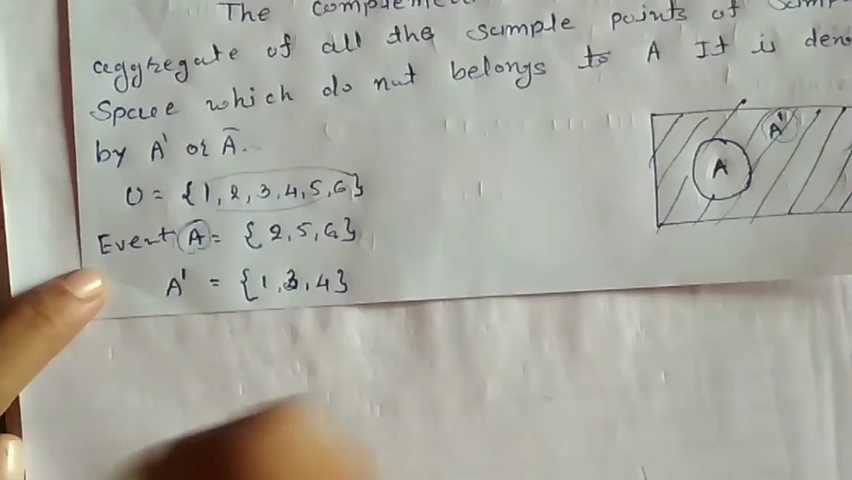 The
aggregate of all the sample points of
Space which do not belongs to A It is
by A' or A̅.
U = {1, 2, 3, 4, 5, 6}
Event A = {2, 5, 6}
A' = {1, 3, 4}
A
A'